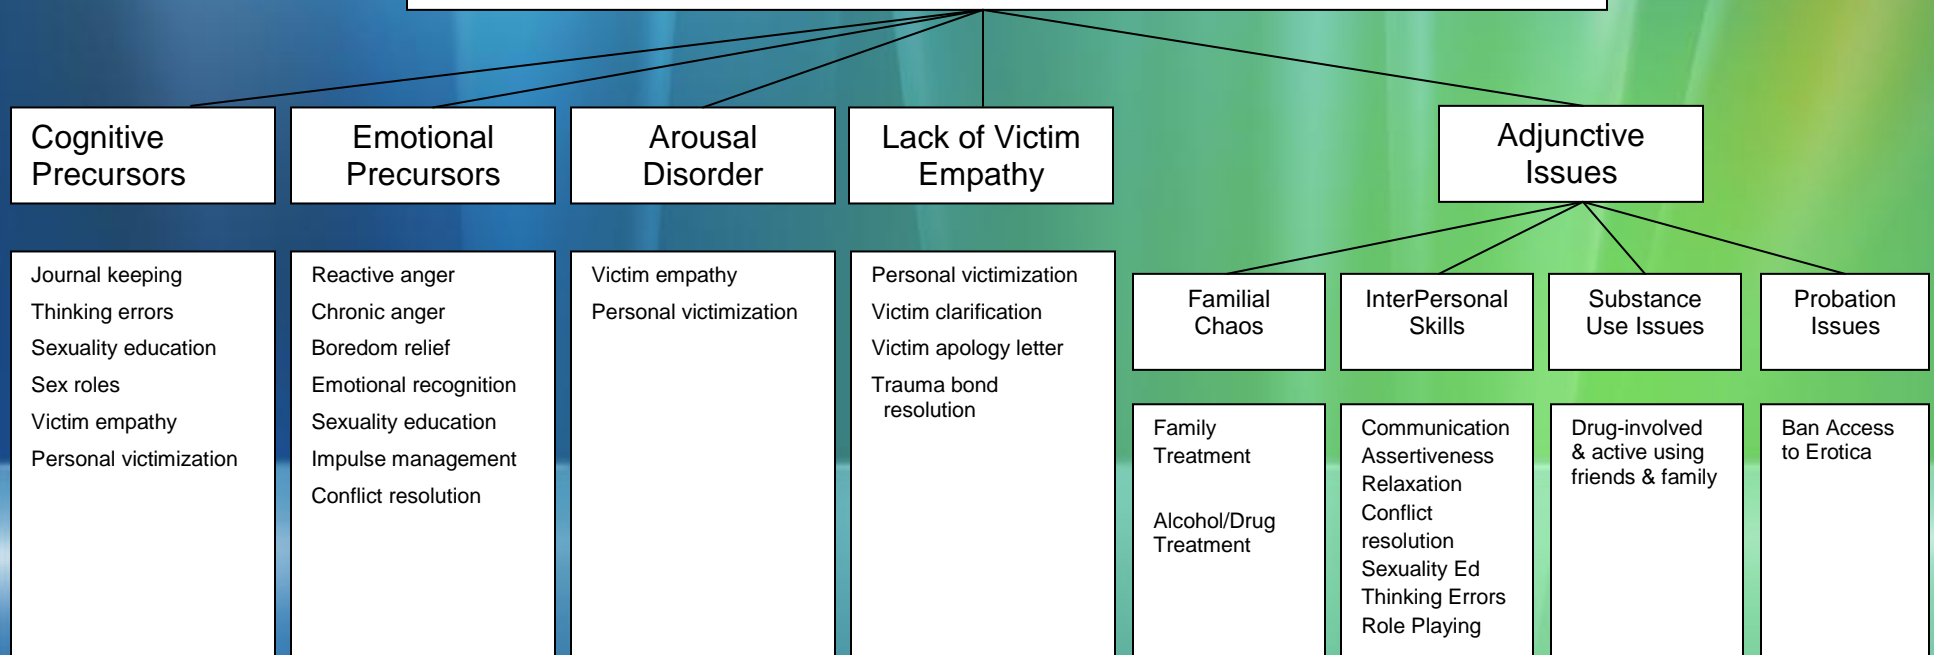 Cognitive
Precursors
Emotional
Precursors
Arousal
Disorder
Lack of Victim
Empathy
Adjunctive
Issues
Journal keeping
Thinking errors
Sexuality education
Sex roles
Victim empathy
Personal victimization
Reactive anger
Chronic anger
Boredom relief
Emotional recognition
Sexuality education
Impulse management
Conflict resolution
Victim empathy
Personal victimization
Personal victimization
Victim clarification
Victim apology letter
Trauma bond
resolution
Familial
Chaos
InterPersonal
Skills
Substance
Use Issues
Probation
Issues
Family
Treatment
Alcohol/Drug
Treatment
Communication
Assertiveness
Relaxation
Conflict
resolution
Sexuality Ed
Thinking Errors
Role Playing
Drug-involved
& active using
friends & family
Ban Access
to Erotica